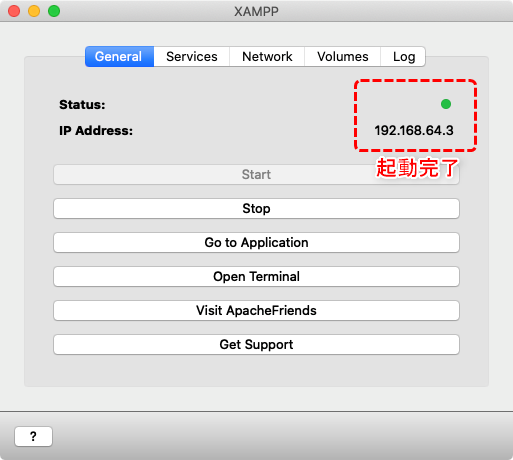 XAMPP
General Services Network Volumes Log
Status:
IP Address: 192.168.64.3
起動完了
Start
Stop
Go to Application
Open Terminal
Visit ApacheFriends
Get Support
?